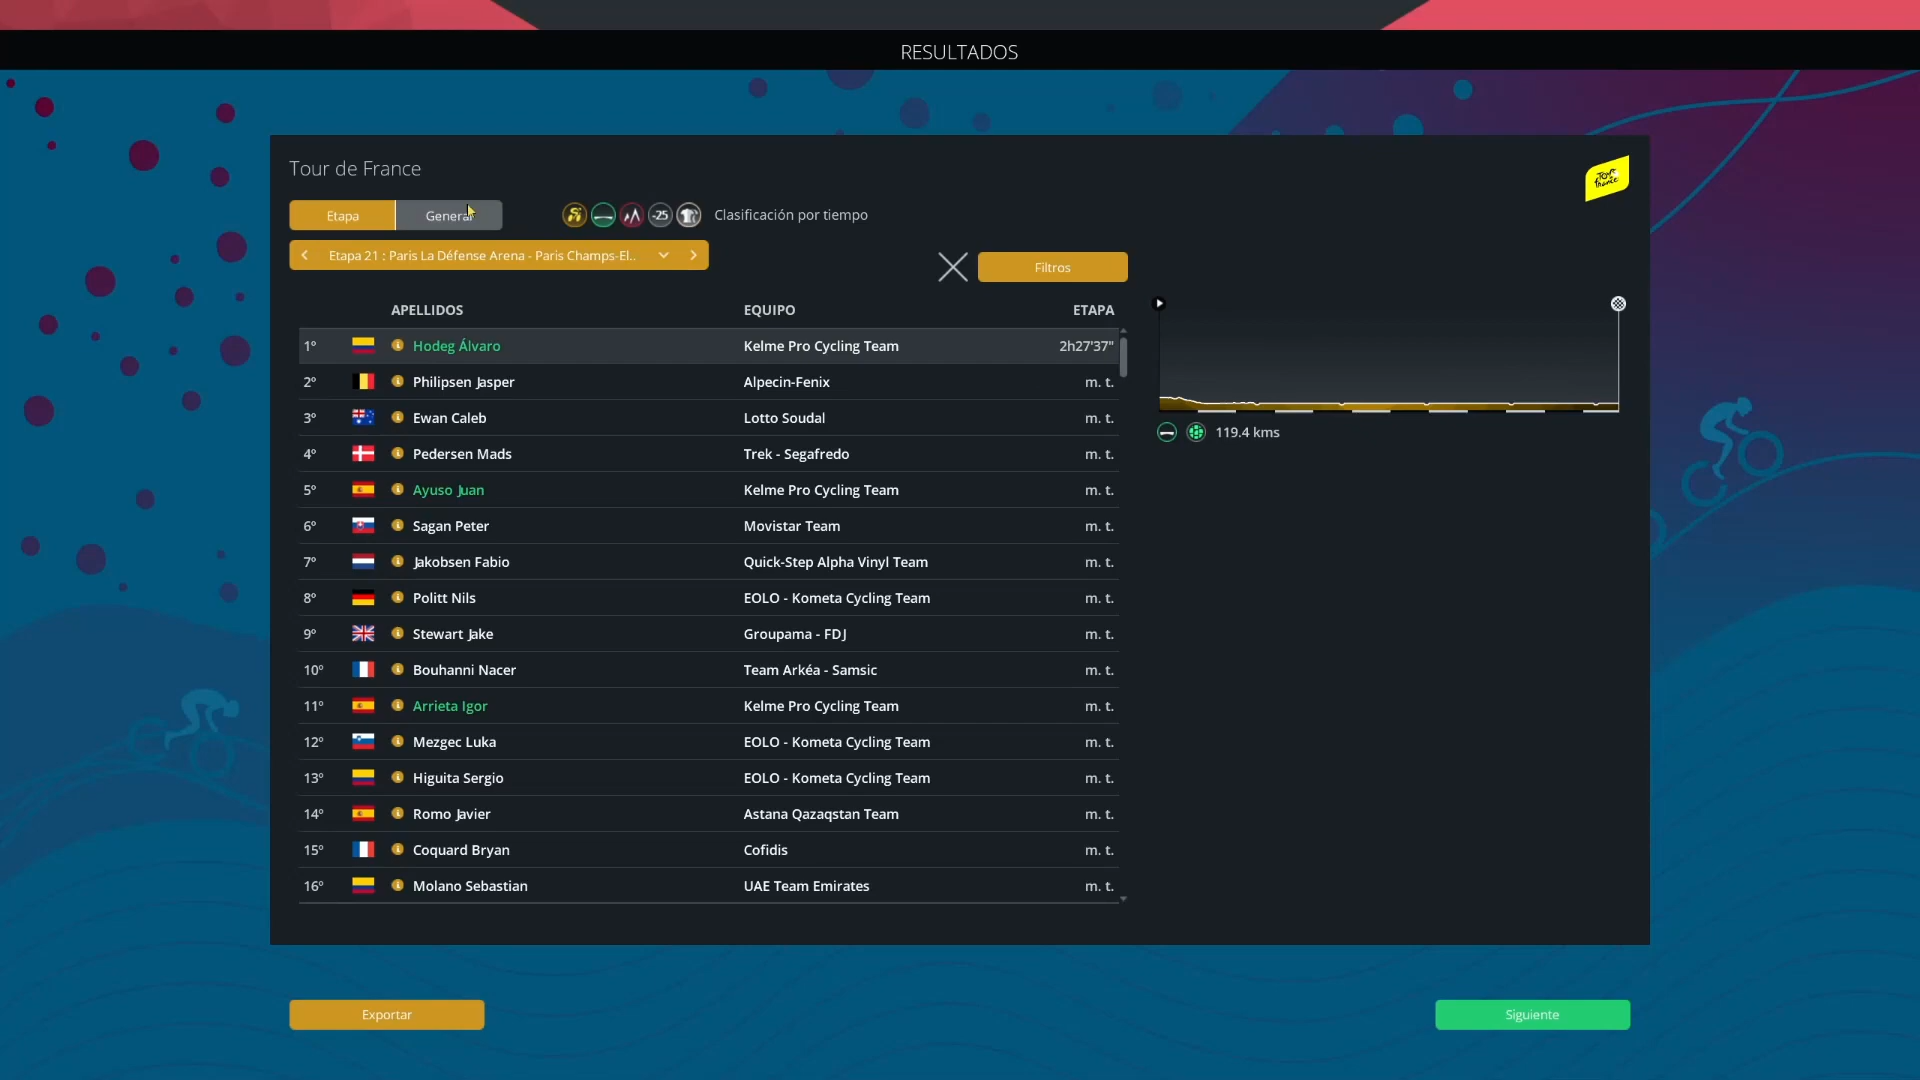 RESULTADOS
Tour de France
TOUR de france
Etapa General -25 Clasificación por tiempo
Etapa 21 : Paris La Défense Arena - Paris Champs-El..
Filtros
APELLIDOS EQUIPO ETAPA
1º Hodeg Álvaro Kelme Pro Cycling Team 2h27'37"
2º Philipsen Jasper Alpecin-Fenix m. t.
3º Ewan Caleb Lotto Soudal m. t.
4º Pedersen Mads Trek - Segafredo m. t.
5º Ayuso Juan Kelme Pro Cycling Team m. t.
6º Sagan Peter Movistar Team m. t.
7º Jakobsen Fabio Quick-Step Alpha Vinyl Team m. t.
8º Politt Nils EOLO - Kometa Cycling Team m. t.
9º Stewart Jake Groupama - FDJ m. t.
10º Bouhanni Nacer Team Arkéa - Samsic m. t.
11º Arrieta Igor Kelme Pro Cycling Team m. t.
12º Mezgec Luka EOLO - Kometa Cycling Team m. t.
13º Higuita Sergio EOLO - Kometa Cycling Team m. t.
14º Romo Javier Astana Qazaqstan Team m. t.
15º Coquard Bryan Cofidis m. t.
16º Molano Sebastian UAE Team Emirates m. t.
119.4 kms
Exportar
Siguiente